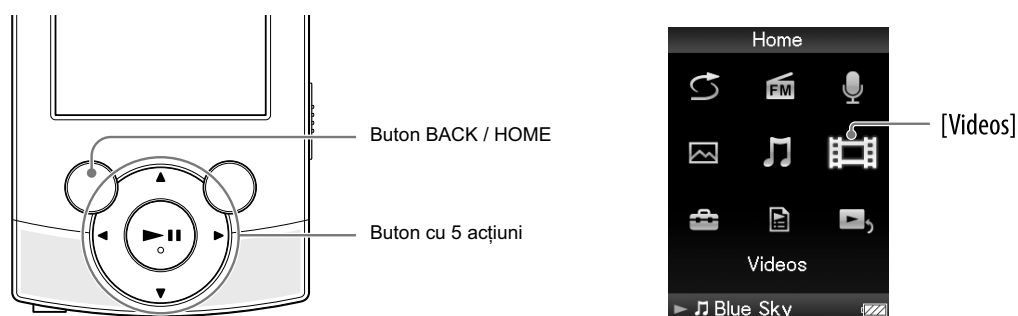 Buton BACK / HOME
Buton cu 5 acțiuni
Home
FM
[Videos]
Videos
Blue Sky